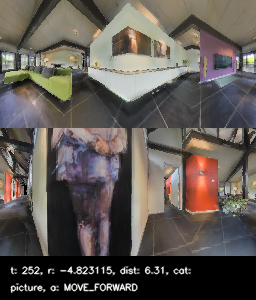 t: 252, r: -4.823115, dist: 6.31, cat:
picture, a: MOVE_FORWARD